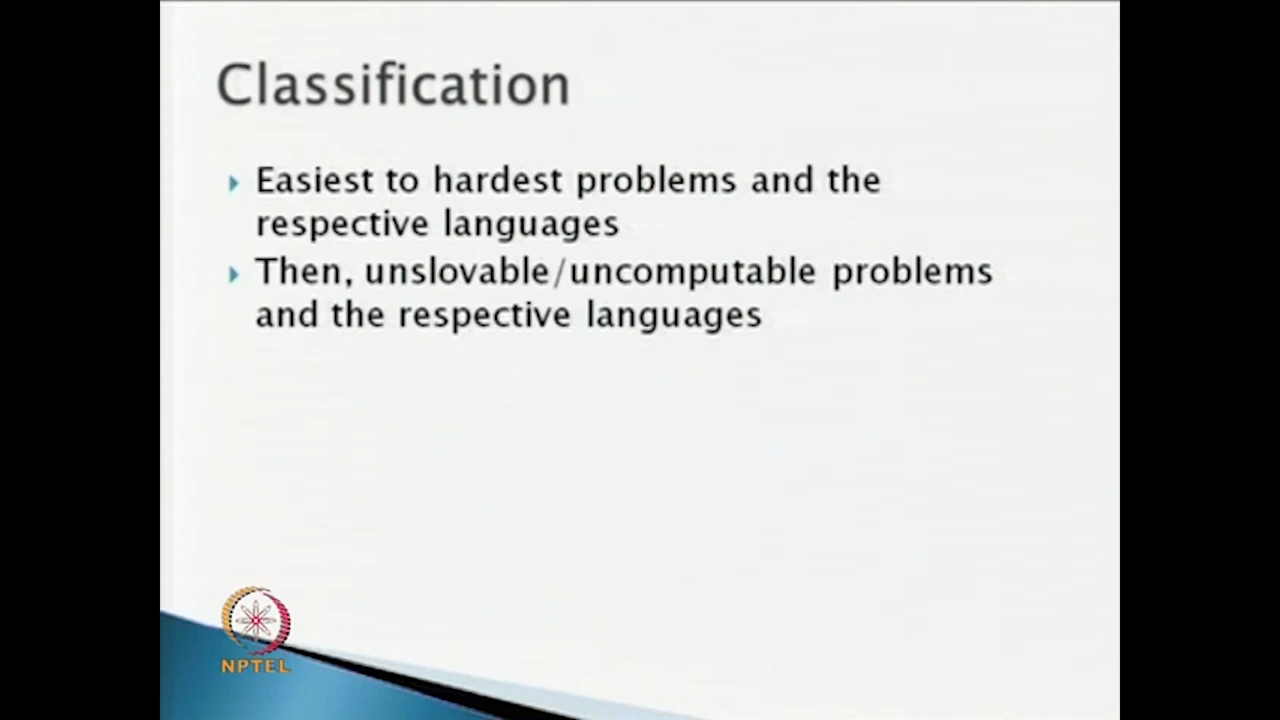 Classification
Easiest to hardest problems and the
respective languages
Then, unslovable/uncomputable problems
and the respective languages
NPTEL